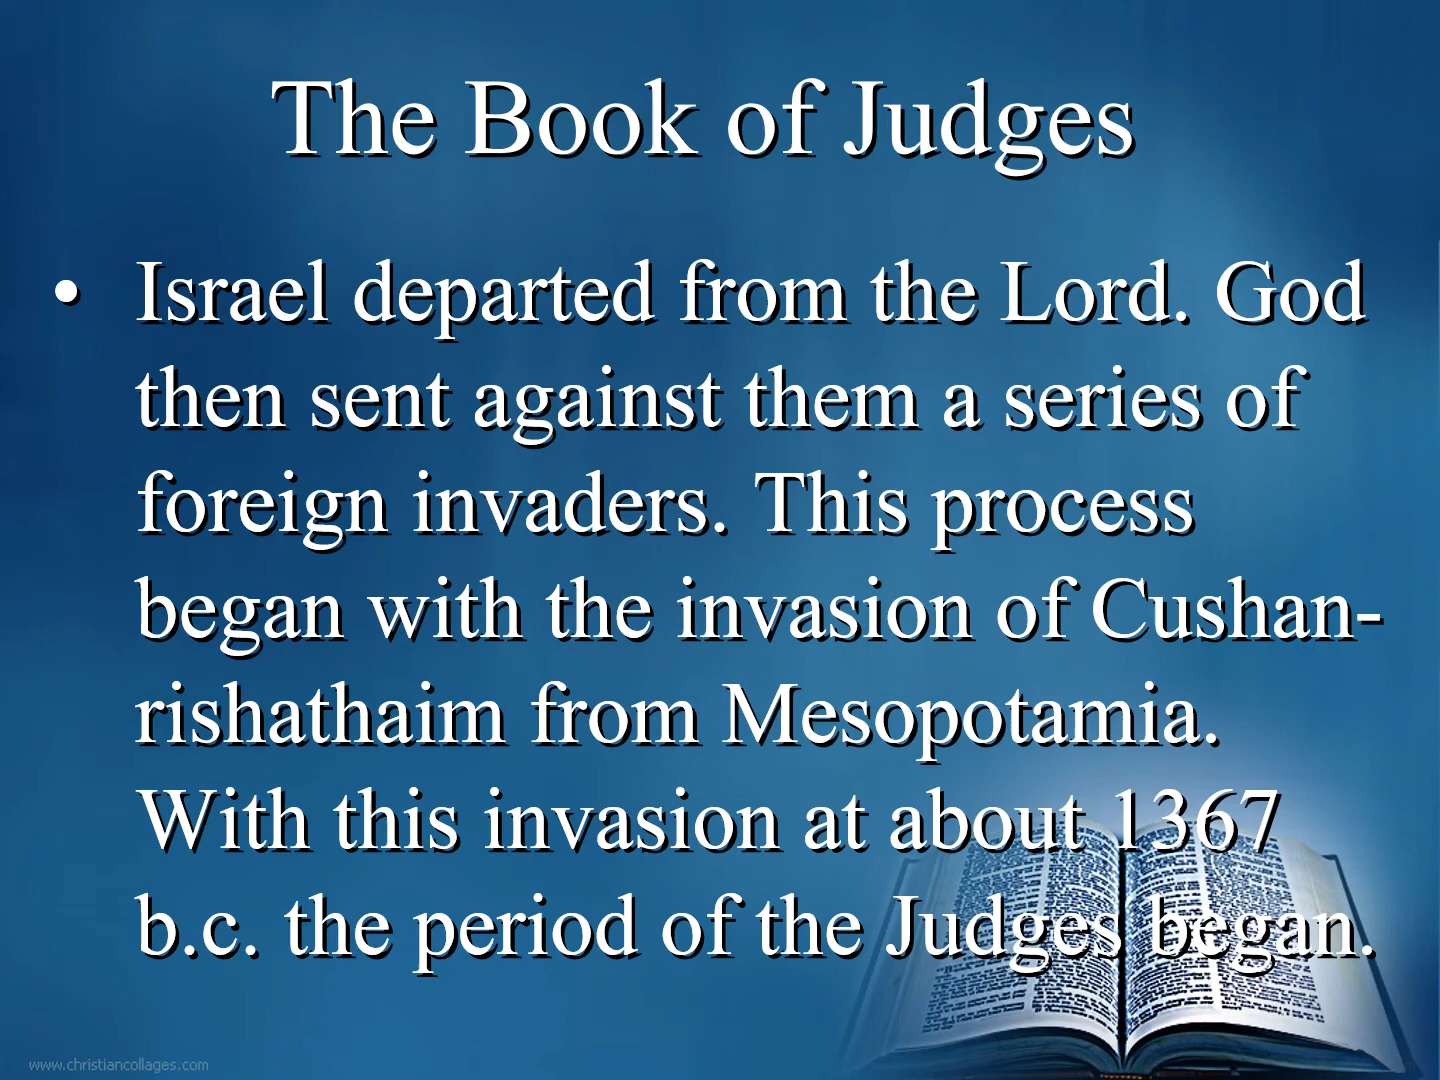 The Book of Judges
• Israel departed from the Lord. God
then sent against them a series of
foreign invaders. This process
began with the invasion of Cushan-
rishathaim from Mesopotamia.
With this invasion at about 1367
b.c. the period of the Judges began.
www.christiancollages.com